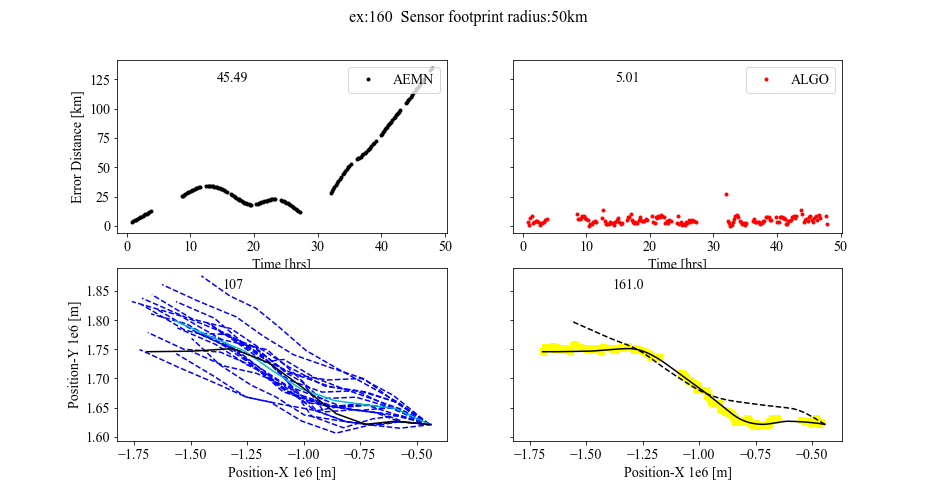 ex:160  Sensor footprint radius:50km
45.49
AEMN
Error Distance [km]
125
100
75
50
25
0
0 10 20 30 40 50
Time [hrs]
5.01
ALGO
0 10 20 30 40 50
Time [hrs]
107
Position-Y 1e6 [m]
1.85
1.80
1.75
1.70
1.65
1.60
−1.75 −1.50 −1.25 −1.00 −0.75 −0.50
Position-X 1e6 [m]
161.0
−1.75 −1.50 −1.25 −1.00 −0.75 −0.50
Position-X 1e6 [m]